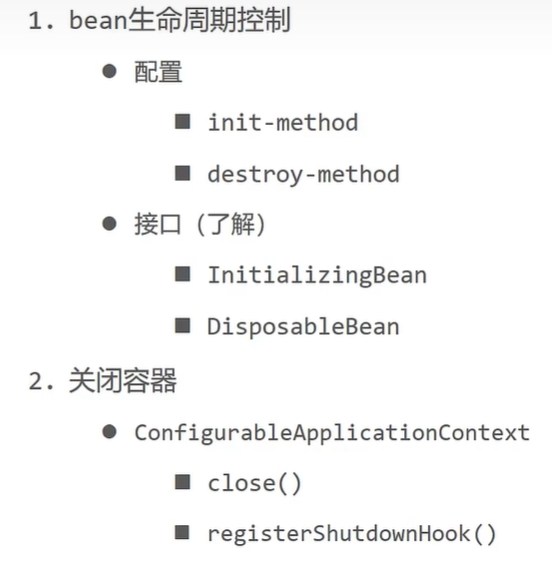 1. bean生命周期控制
● 配置
■ init-method
■ destroy-method
● 接口（了解）
■ InitializingBean
■ DisposableBean
2. 关闭容器
● ConfigurableApplicationContext
■ close()
■ registerShutdownHook()